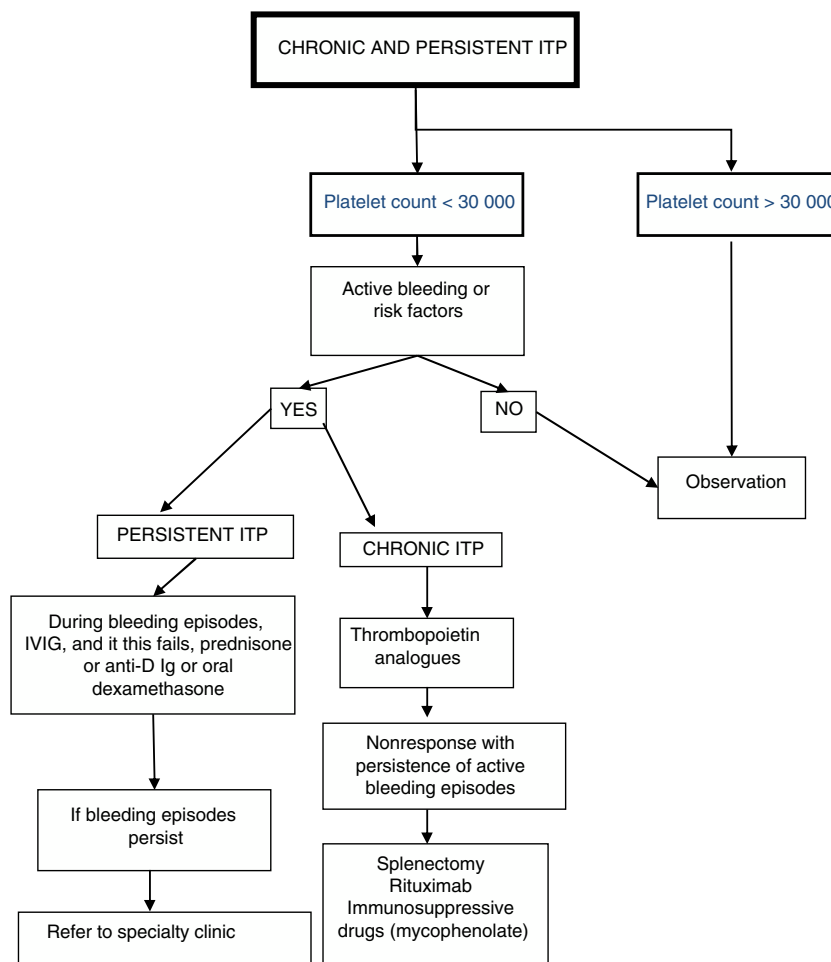 CHRONIC AND PERSISTENT ITP
Platelet count < 30 000
Platelet count > 30 000
Active bleeding or
risk factors
YES
NO
Observation
PERSISTENT ITP
CHRONIC ITP
During bleeding episodes,
IVIG, and it this fails, prednisone
or anti-D Ig or oral
dexamethasone
Thrombopoietin
analogues
Nonresponse with
persistence of active
bleeding episodes
If bleeding episodes
persist
Splenectomy
Rituximab
Immunosuppressive
drugs (mycophenolate)
Refer to specialty clinic